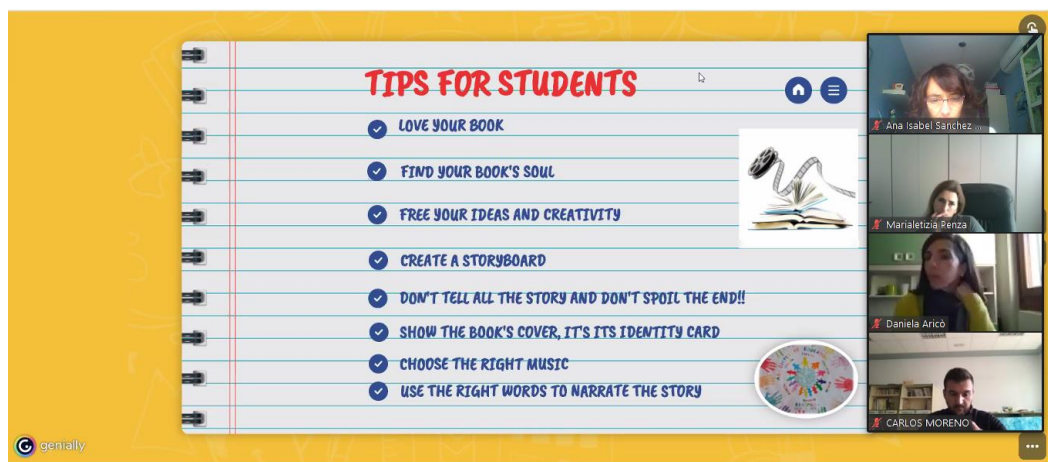 TIPS FOR STUDENTS
LOVE YOUR BOOK
FIND YOUR BOOK'S SOUL
FREE YOUR IDEAS AND CREATIVITY
CREATE A STORYBOARD
DON'T TELL ALL THE STORY AND DON'T SPOIL THE END!!
SHOW THE BOOK'S COVER, IT'S ITS IDENTITY CARD
CHOOSE THE RIGHT MUSIC
USE THE RIGHT WORDS TO NARRATE THE STORY
Ana Isabel Sanchez ...
Marialetizia Penza
Daniela Aricò
CARLOS MORENO
genially